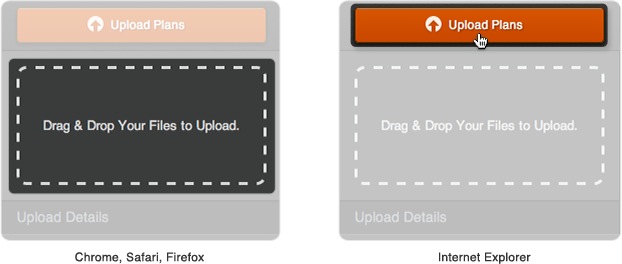 Upload Plans
Drag & Drop Your Files to Upload.
Upload Details
Chrome, Safari, Firefox
Upload Plans
Drag & Drop Your Files to Upload.
Upload Details
Internet Explorer